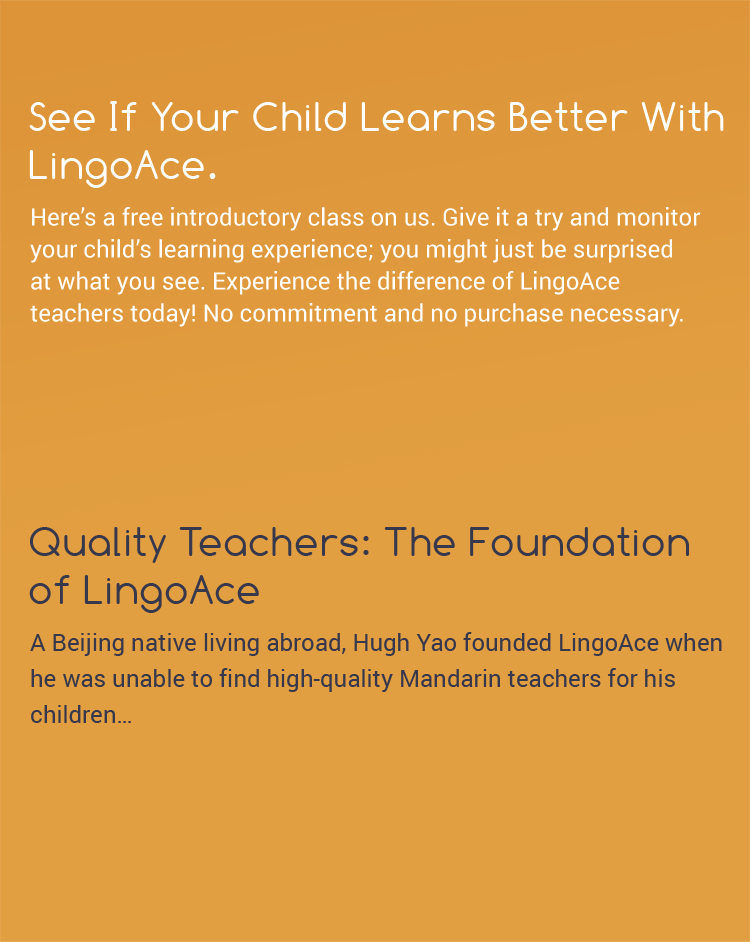 See If Your Child Learns Better With
LingoAce.
Here’s a free introductory class on us. Give it a try and monitor
your child’s learning experience; you might just be surprised
at what you see. Experience the difference of LingoAce
teachers today! No commitment and no purchase necessary.
Quality Teachers: The Foundation
of LingoAce
A Beijing native living abroad, Hugh Yao founded LingoAce when
he was unable to find high-quality Mandarin teachers for his
children…